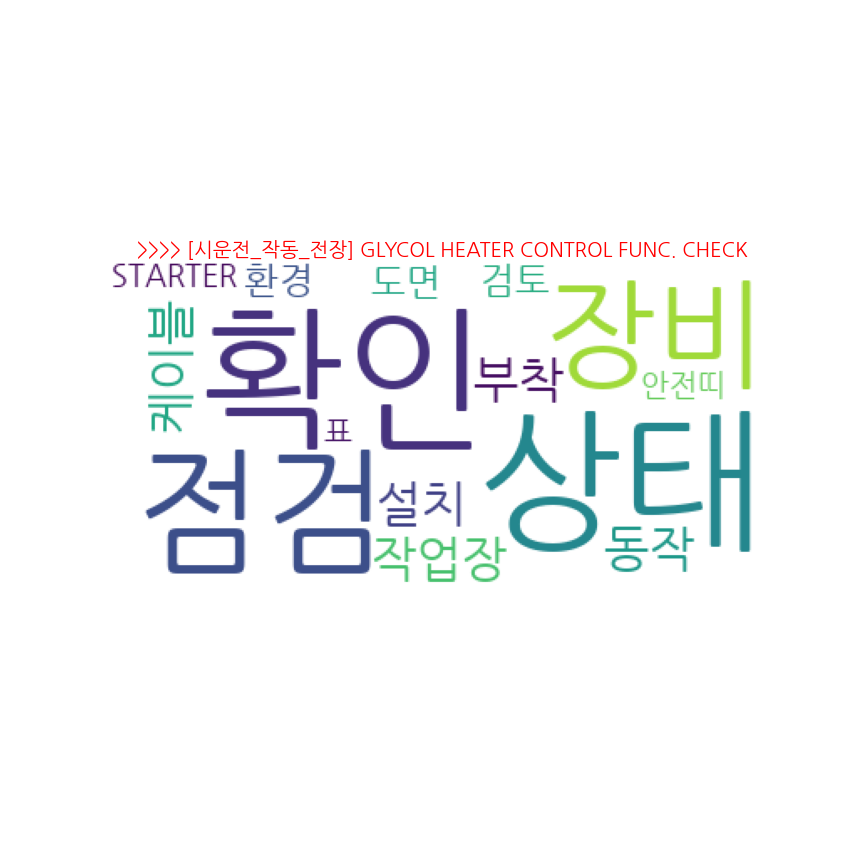 >>>> [시운전_작동_전장] GLYCOL HEATER CONTROL FUNC. CHECK
STARTER 환경 도면 검토
케이블
확인
장비
부착
안전띠
표
점검
상태
설치
작업장
동작